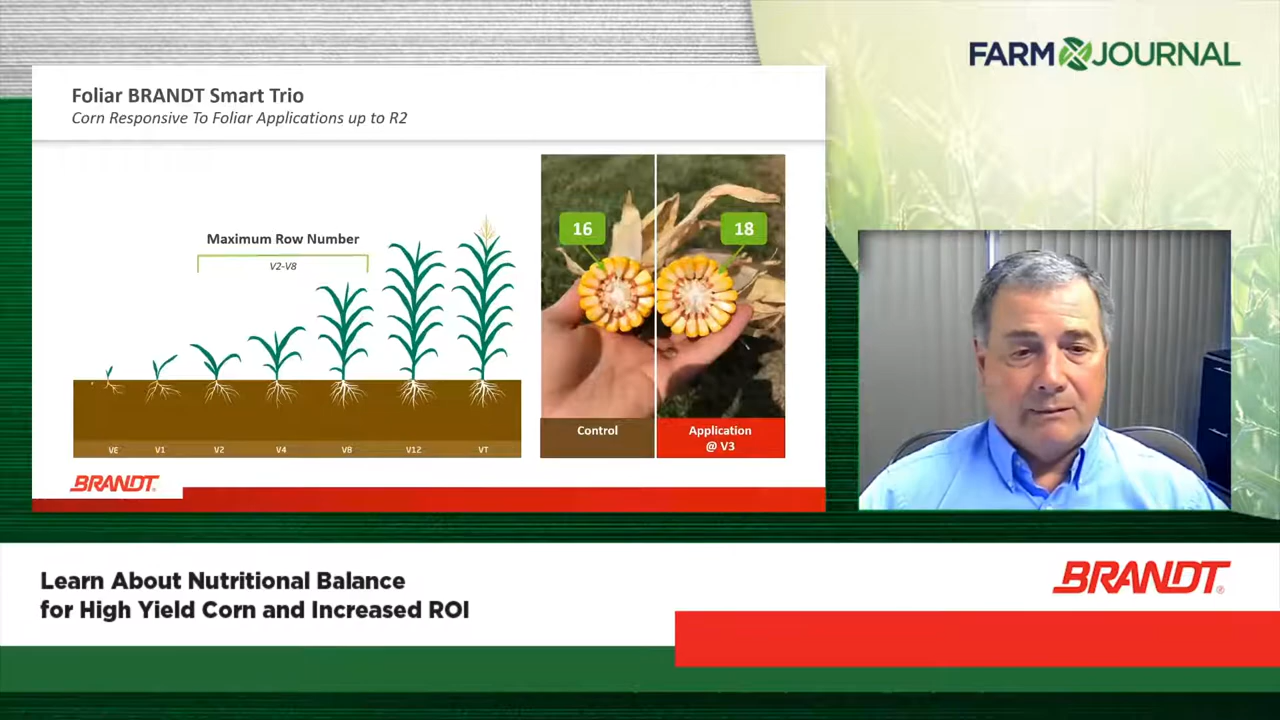 FARM JOURNAL
Foliar BRANDT Smart Trio
Corn Responsive To Foliar Applications up to R2
Maximum Row Number
V2-V8
16
18
VE V1 V2 V4 V8 V12 VT
Control
Application
@ V3
BRANDT
Learn About Nutritional Balance
for High Yield Corn and Increased ROI
BRANDT